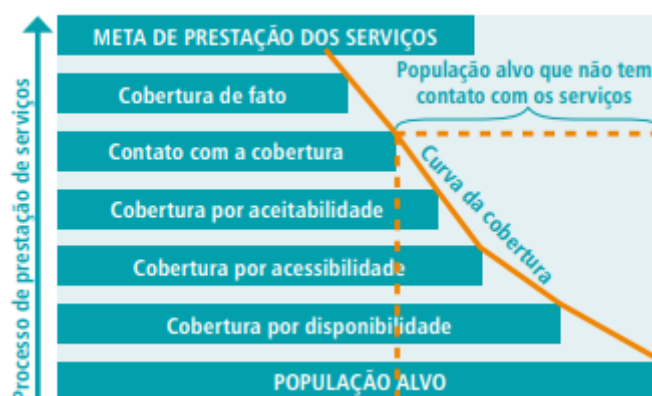 META DE PRESTAÇÃO DOS SERVIÇOS
População alvo que não tem
contato com os serviços
Cobertura de fato
Contato com a cobertura
Cobertura por aceitabilidade
Cobertura por acessibilidade
Cobertura por disponibilidade
POPULAÇÃO ALVO
Curva da cobertura
Processo de prestação de serviços